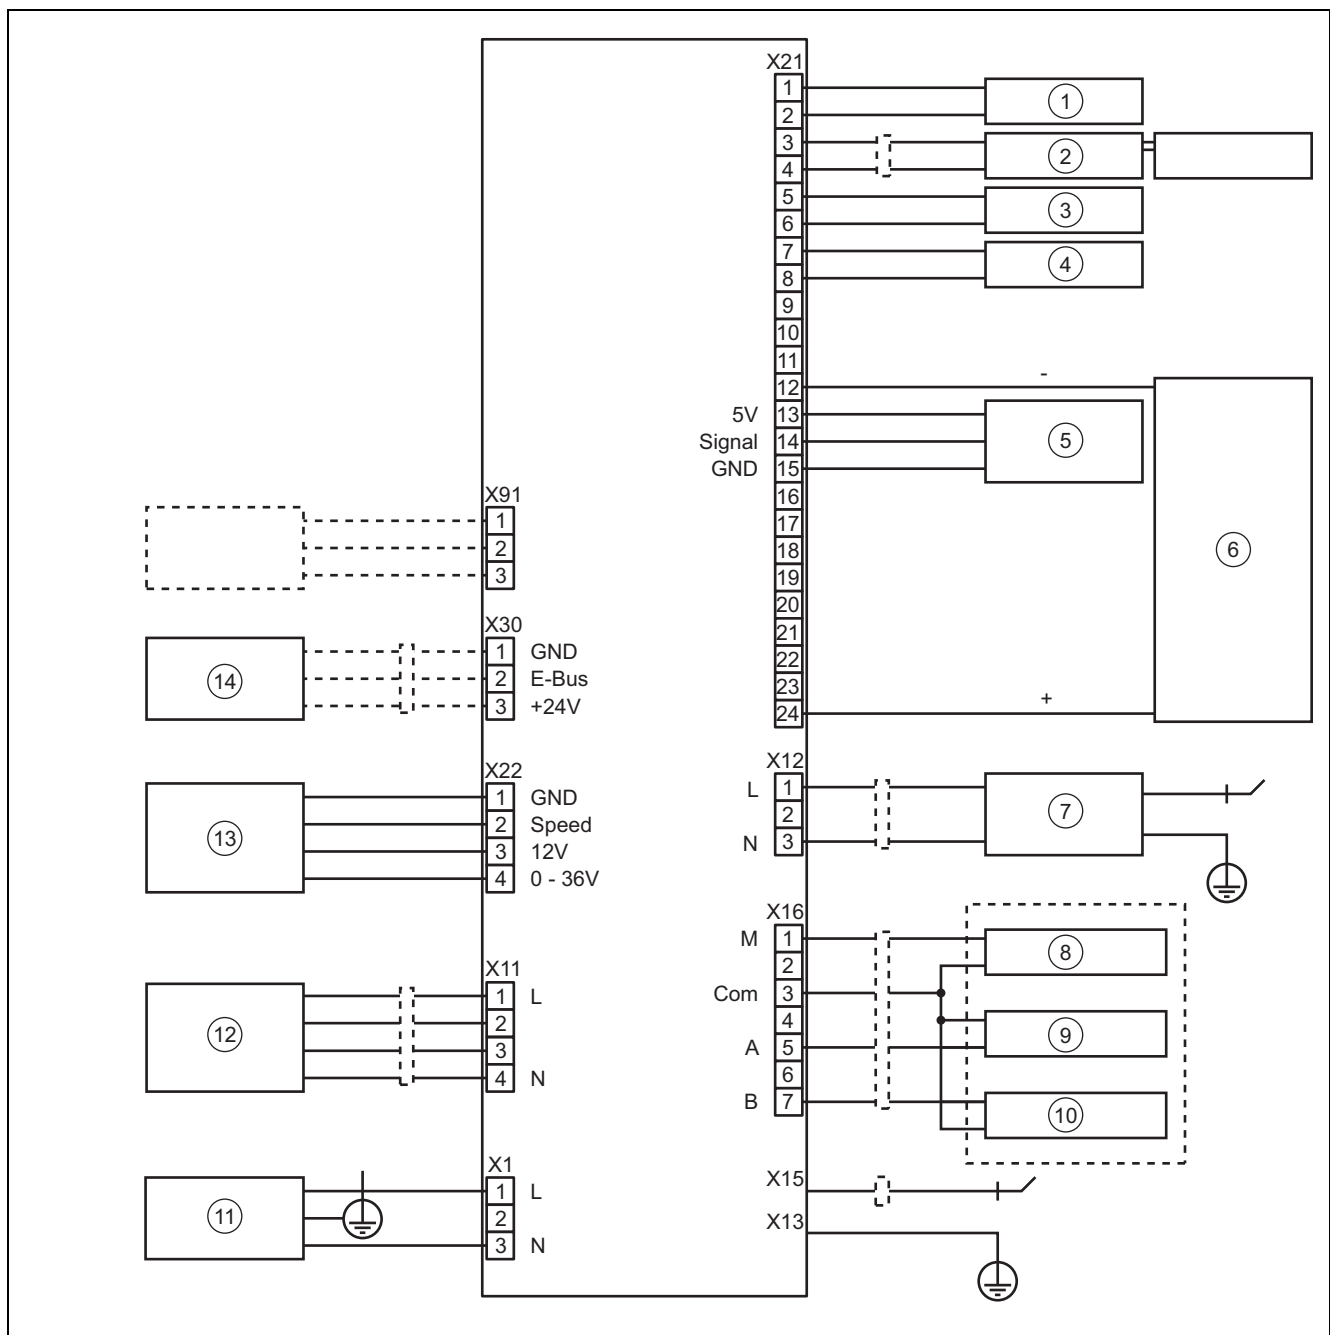 X21
1
2
3
4
5
6
7
8
9
10
11
12
5V 13
Signal 14
GND 15
16
17
18
19
20
21
22
23
24
1
2
3
4
-
5
6
+
X91
1
2
3
X30
14 1 GND
2 E-Bus
3 +24V
X22
13 1 GND
2 Speed
3 12V
4 0 - 36V
X11
12 1 L
2
3
4 N
X1
11 1 L
2
3 N
X12
L 1
2
N 3
7
X16
M 1
2
Com 3
4
A 5
6
B 7
8
9
10
X15
X13